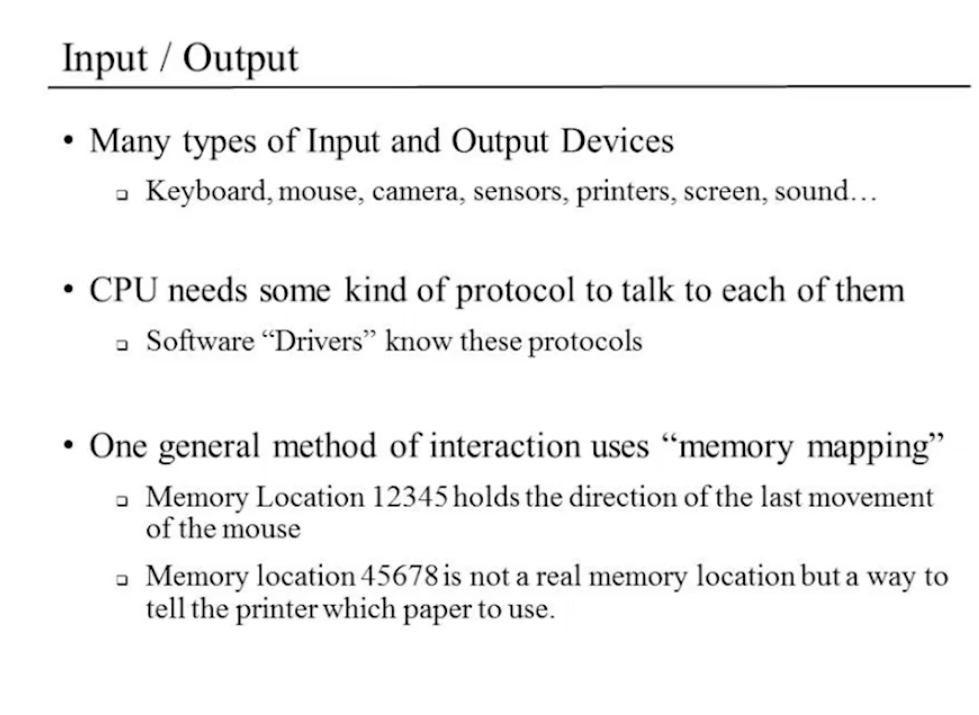 Input / Output
• Many types of Input and Output Devices
❑ Keyboard, mouse, camera, sensors, printers, screen, sound…
• CPU needs some kind of protocol to talk to each of them
❑ Software “Drivers” know these protocols
• One general method of interaction uses “memory mapping”
❑ Memory Location 12345 holds the direction of the last movement
of the mouse
❑ Memory location 45678 is not a real memory location but a way to
tell the printer which paper to use.